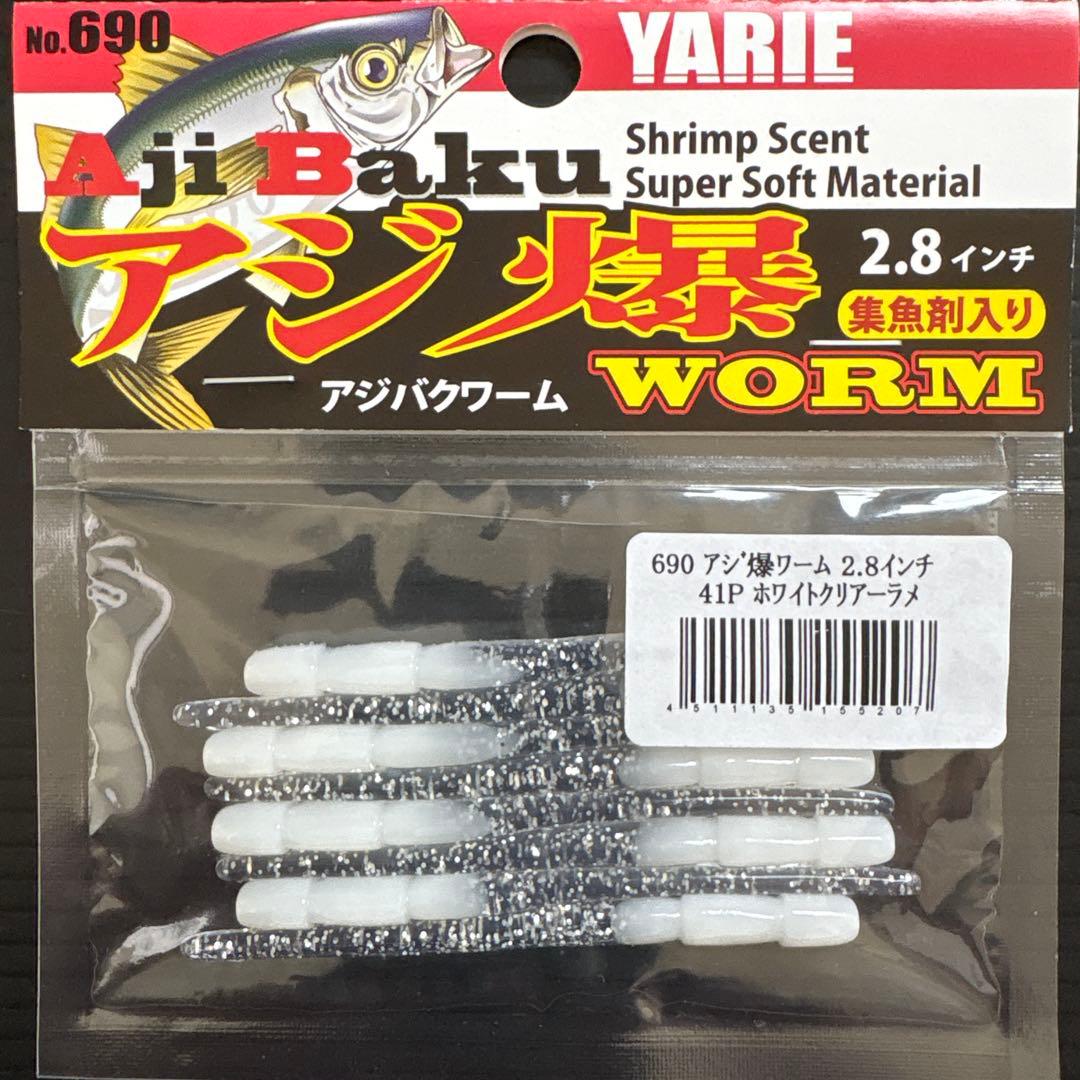 No.690
YARIE
Aji Baku
Shrimp Scent
Super Soft Material
アジ爆
2.8インチ
集魚剤入り
アジバクワーム
WORM
690 アジ爆ワーム 2.8インチ
41P ホワイトクリアーラメ
4511135155207